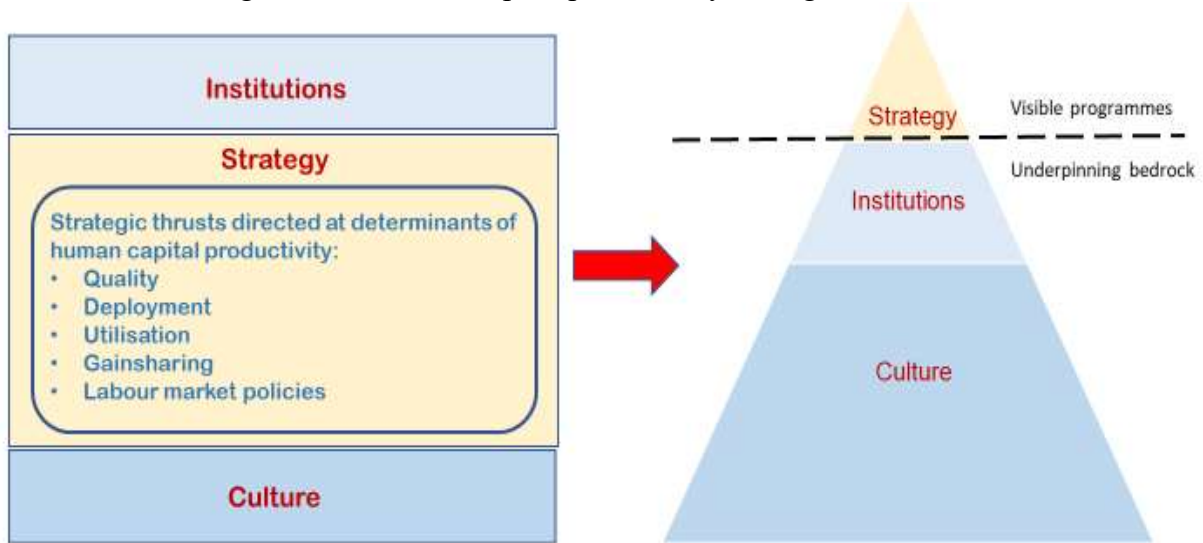 Institutions
Strategy
Strategic thrusts directed at determinants of
human capital productivity:
• Quality
• Deployment
• Utilisation
• Gainsharing
• Labour market policies
Culture
Strategy
Visible programmes
Underpinning bedrock
Institutions
Culture